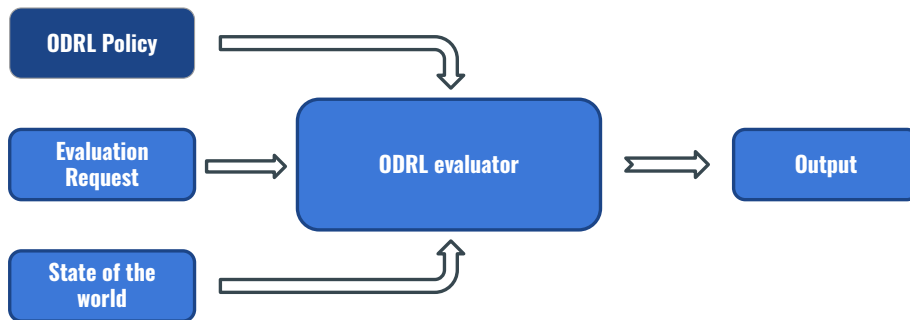 ODRL Policy
Evaluation
Request
ODRL evaluator
Output
State of the
world